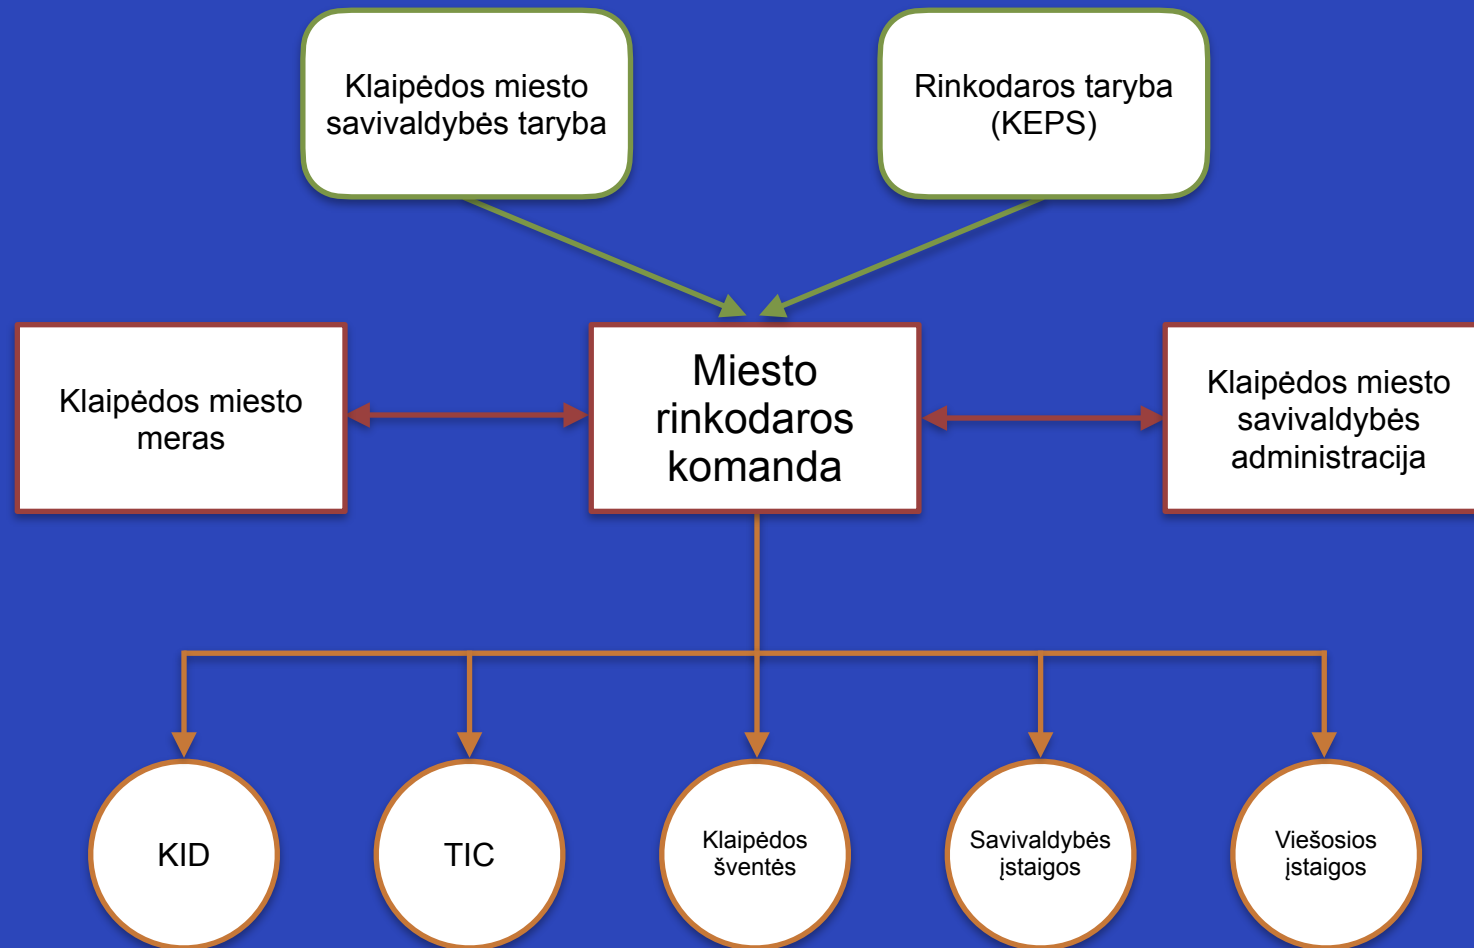 Klaipėdos miesto
savivaldybės taryba
Rinkodaros taryba
(KEPS)
Klaipėdos miesto
meras
Miesto
rinkodaros
komanda
Klaipėdos miesto
savivaldybės
administracija
KID
TIC
Klaipėdos
šventės
Savivaldybės
įstaigos
Viešosios
įstaigos